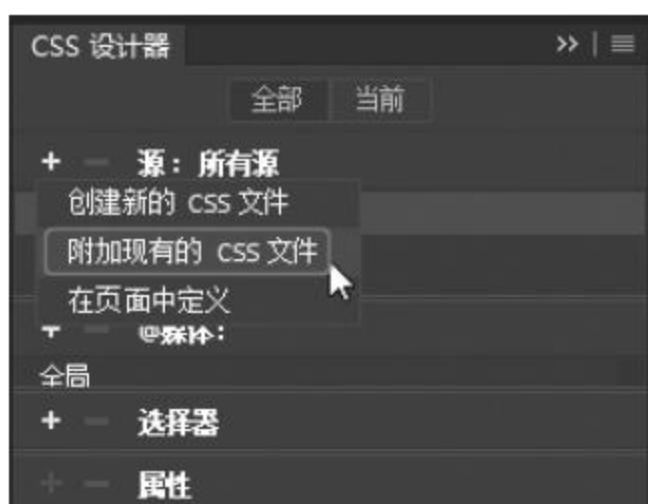 CSS 设计器
全部 当前
+ − 源：所有源
创建新的 CSS 文件
附加现有的 CSS 文件
在页面中定义
+ − @媒体：
全局
+ − 选择器
+ − 属性